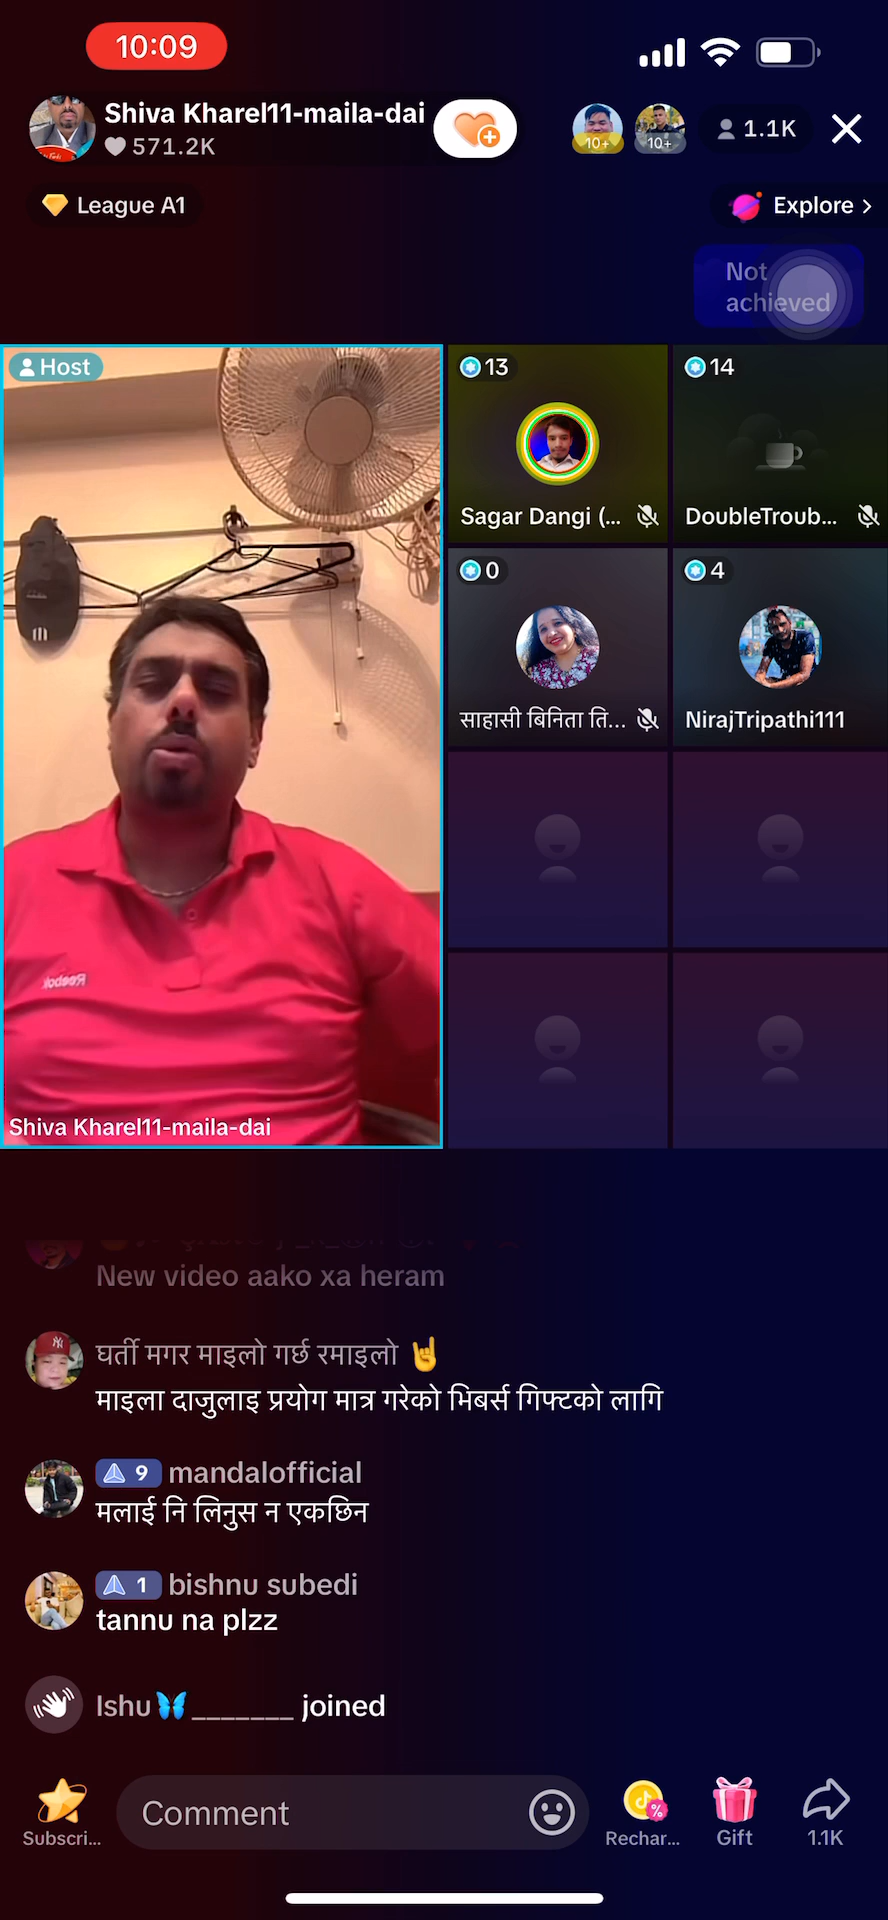 10:09
Shiva Kharel11-maila-dai
571.2K
10+
10+
1.1K
League A1
Explore >
Not
achieved
Host
13
14
Sagar Dangi (...
DoubleTroub...
0
4
साहासी बिनिता ति...
NirajTripathi111
Reebok
Shiva Kharel11-maila-dai
New video aako xa heram
घर्ती मगर माइलो गर्छ रमाइलो 🤘
माइला दाजुलाइ प्रयोग मात्र गरेको भिबर्स गिफ्टको लागि
9 mandalofficial
मलाई नि लिनुस न एकछिन
1 bishnu subedi
tannu na plzz
Ishu🦋_______ joined
Comment
Subscri...
Rechar...
Gift
1.1K